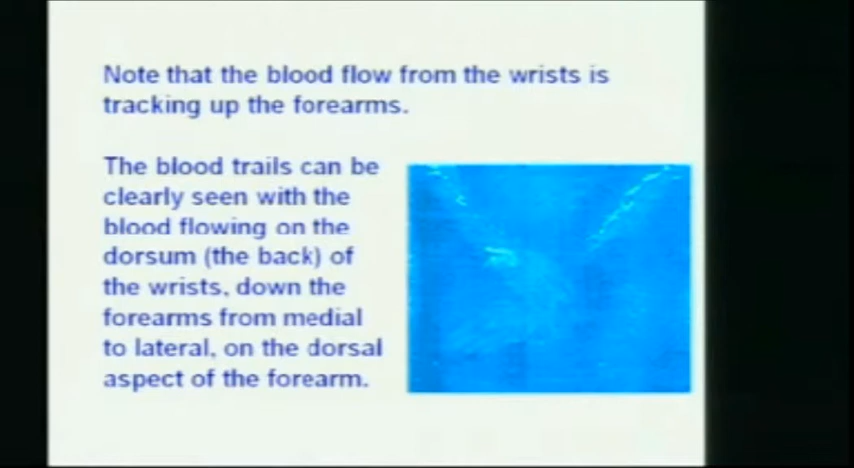 Note that the blood flow from the wrists is
tracking up the forearms.
The blood trails can be
clearly seen with the
blood flowing on the
dorsum (the back) of
the wrists, down the
forearms from medial
to lateral, on the dorsal
aspect of the forearm.